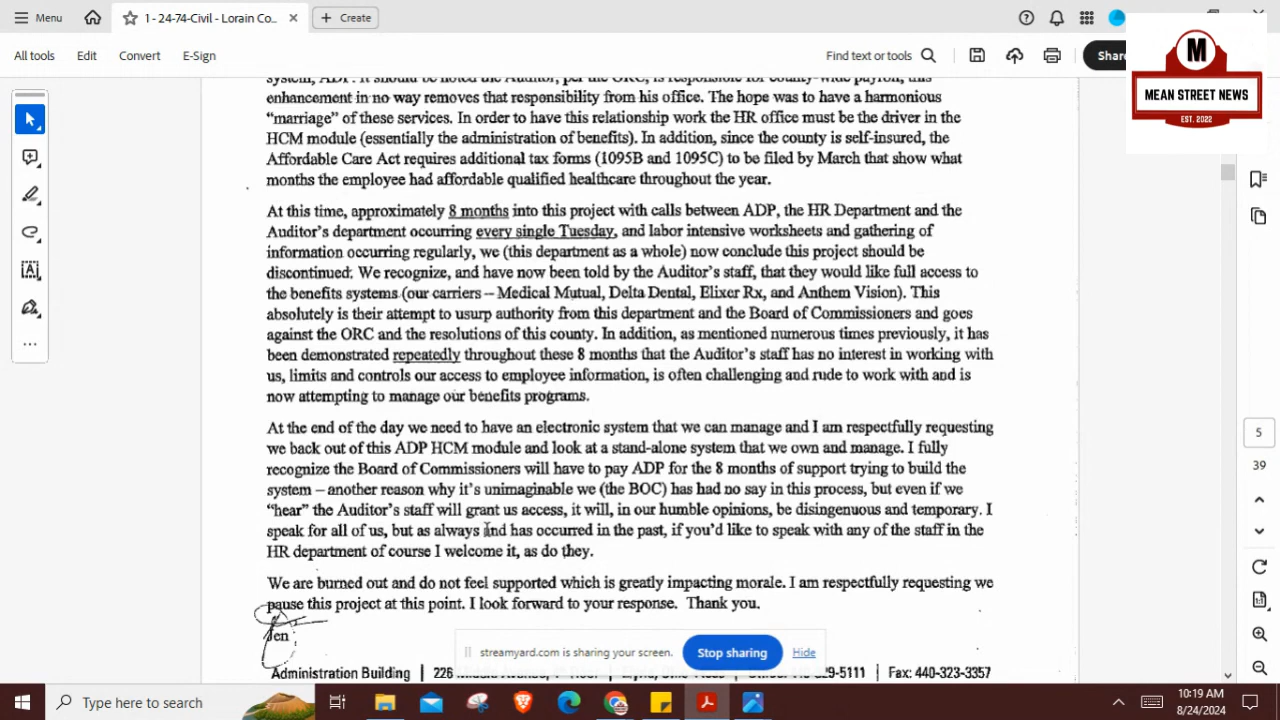 Menu
1 - 24-74-Civil - Lorain Co...
Create
All tools
Edit
Convert
E-Sign
Find text or tools
Shar
M
MEAN STREET NEWS
EST. 2022
system, ADP. It should be noted the Auditor, per the ORC, is responsible for county-wide payroll, this
enhancement in no way removes that responsibility from his office. The hope was to have a harmonious
“marriage” of these services. In order to have this relationship work the HR office must be the driver in the
HCM module (essentially the administration of benefits). In addition, since the county is self-insured, the
Affordable Care Act requires additional tax forms (1095B and 1095C) to be filed by March that show what
months the employee had affordable qualified healthcare throughout the year.
At this time, approximately 8 months into this project with calls between ADP, the HR Department and the
Auditor’s department occurring every single Tuesday, and labor intensive worksheets and gathering of
information occurring regularly, we (this department as a whole) now conclude this project should be
discontinued. We recognize, and have now been told by the Auditor’s staff, that they would like full access to
the benefits systems (our carriers – Medical Mutual, Delta Dental, Elixer Rx, and Anthem Vision). This
absolutely is their attempt to usurp authority from this department and the Board of Commissioners and goes
against the ORC and the resolutions of this county. In addition, as mentioned numerous times previously, it has
been demonstrated repeatedly throughout these 8 months that the Auditor’s staff has no interest in working with
us, limits and controls our access to employee information, is often challenging and rude to work with and is
now attempting to manage our benefits programs.
At the end of the day we need to have an electronic system that we can manage and I am respectfully requesting
we back out of this ADP HCM module and look at a stand-alone system that we own and manage. I fully
recognize the Board of Commissioners will have to pay ADP for the 8 months of support trying to build the
system – another reason why it’s unimaginable we (the BOC) has had no say in this process, but even if we
“hear” the Auditor’s staff will grant us access, it will, in our humble opinions, be disingenuous and temporary. I
speak for all of us, but as always and has occurred in the past, if you’d like to speak with any of the staff in the
HR department of course I welcome it, as do they.
We are burned out and do not feel supported which is greatly impacting morale. I am respectfully requesting we
pause this project at this point. I look forward to your response. Thank you.
Jen
streamyard.com is sharing your screen.
Stop sharing
Hide
Administration Building | 226
9-5111 | Fax: 440-323-3357
5
39
Type here to search
10:19 AM
8/24/2024